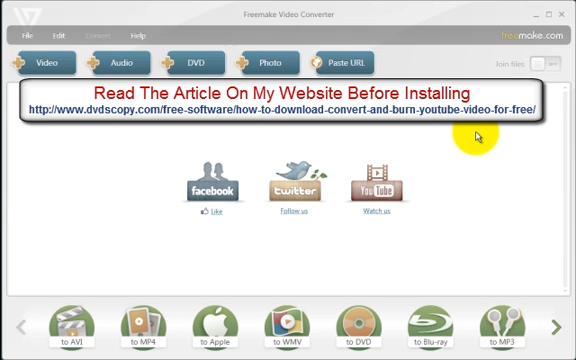 Freemake Video Converter
File Edit Convert Help
freemake.com
Video Audio DVD Photo Paste URL Join files OFF
Read The Article On My Website Before Installing
http://www.dvdscopy.com/free-software/how-to-download-convert-and-burn-youtube-video-for-free/
facebook twitter YouTube
Like Follow us Watch us
to AVI to MP4 to Apple to WMV to DVD to Blu-ray to MP3